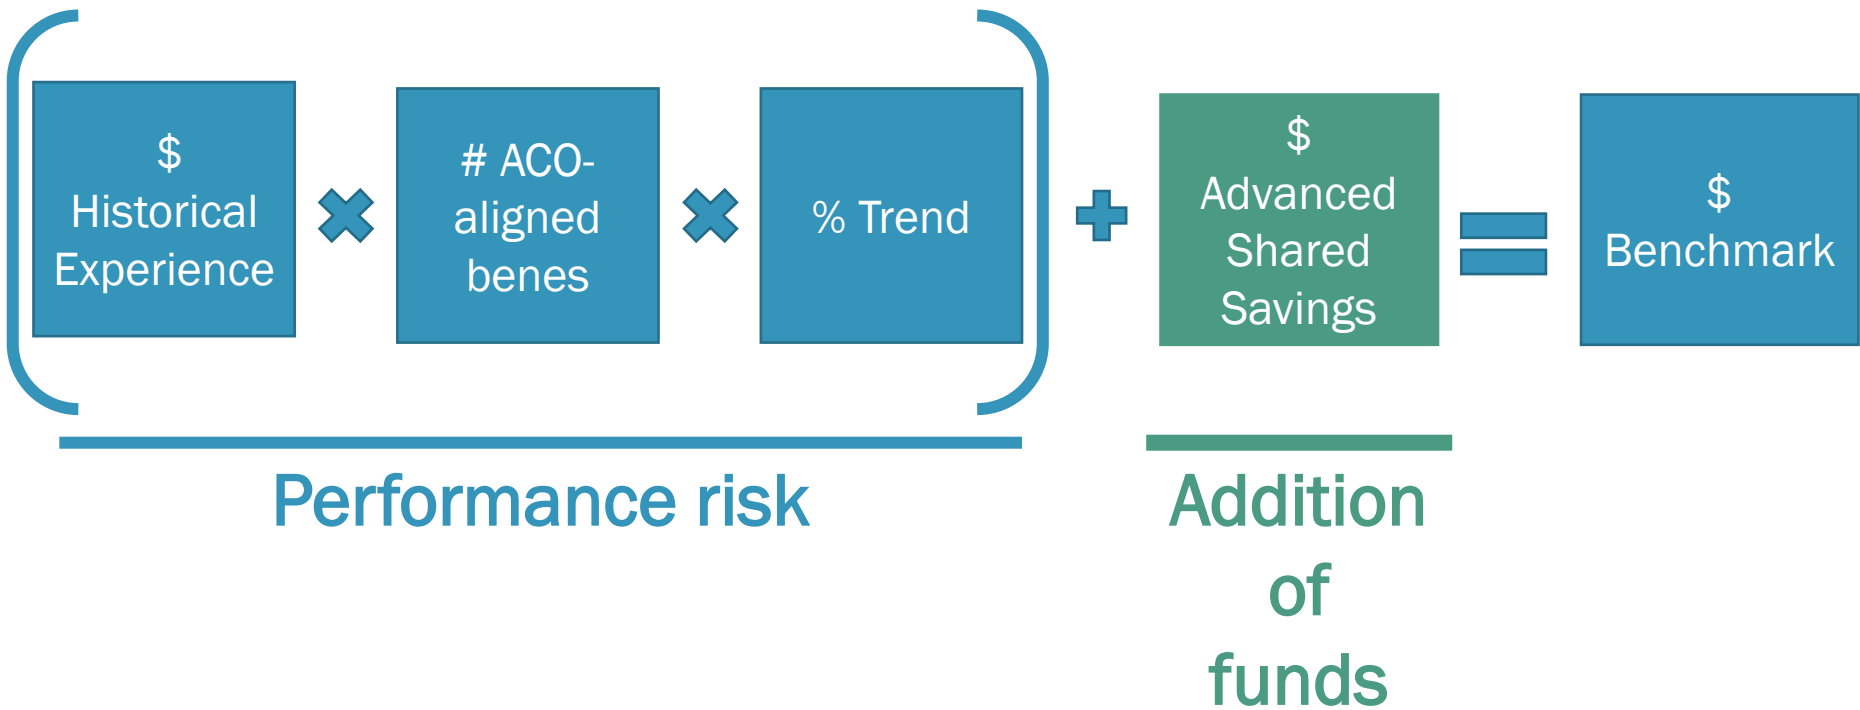 $
Historical
Experience
# ACO-
aligned
benes
% Trend
$
Advanced
Shared
Savings
$
Benchmark
Performance risk
Addition
of
funds